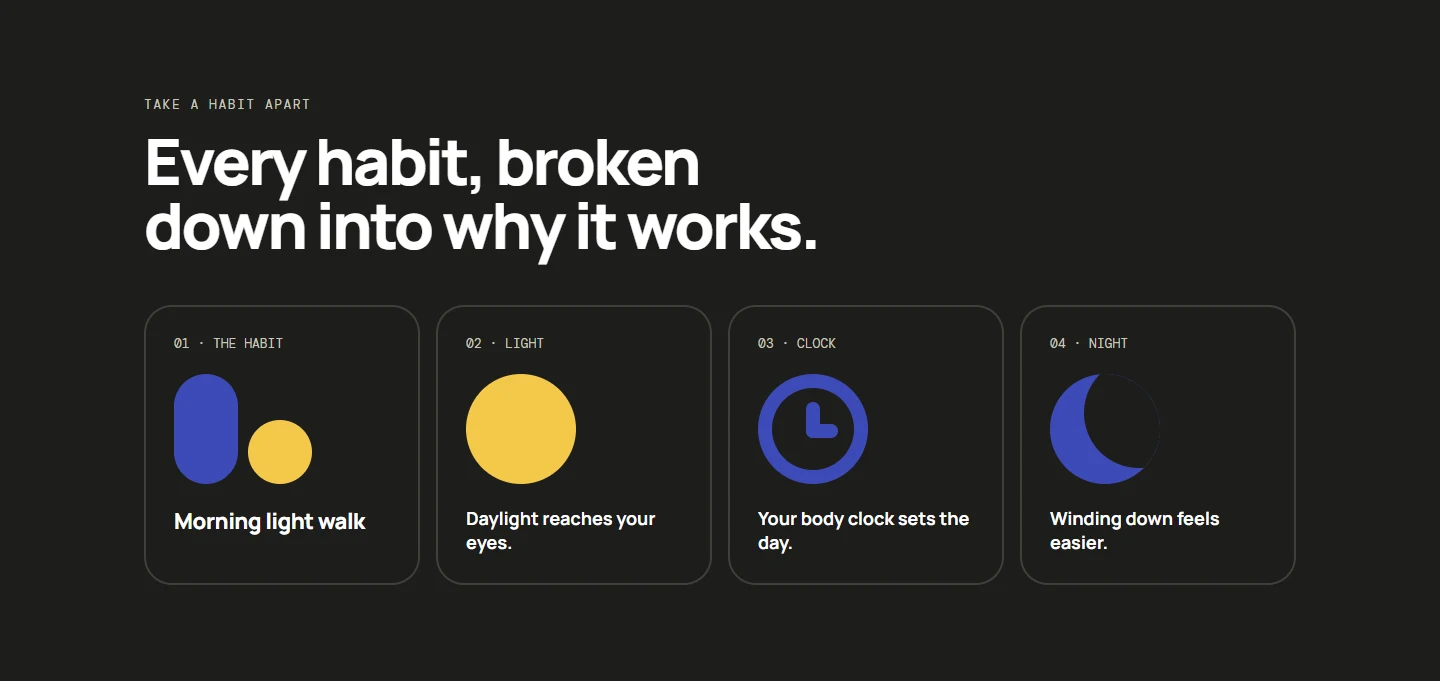 TAKE A HABIT APART
Every habit, broken
down into why it works.
01 · THE HABIT
Morning light walk
02 · LIGHT
Daylight reaches your
eyes.
03 · CLOCK
Your body clock sets the
day.
04 · NIGHT
Winding down feels
easier.